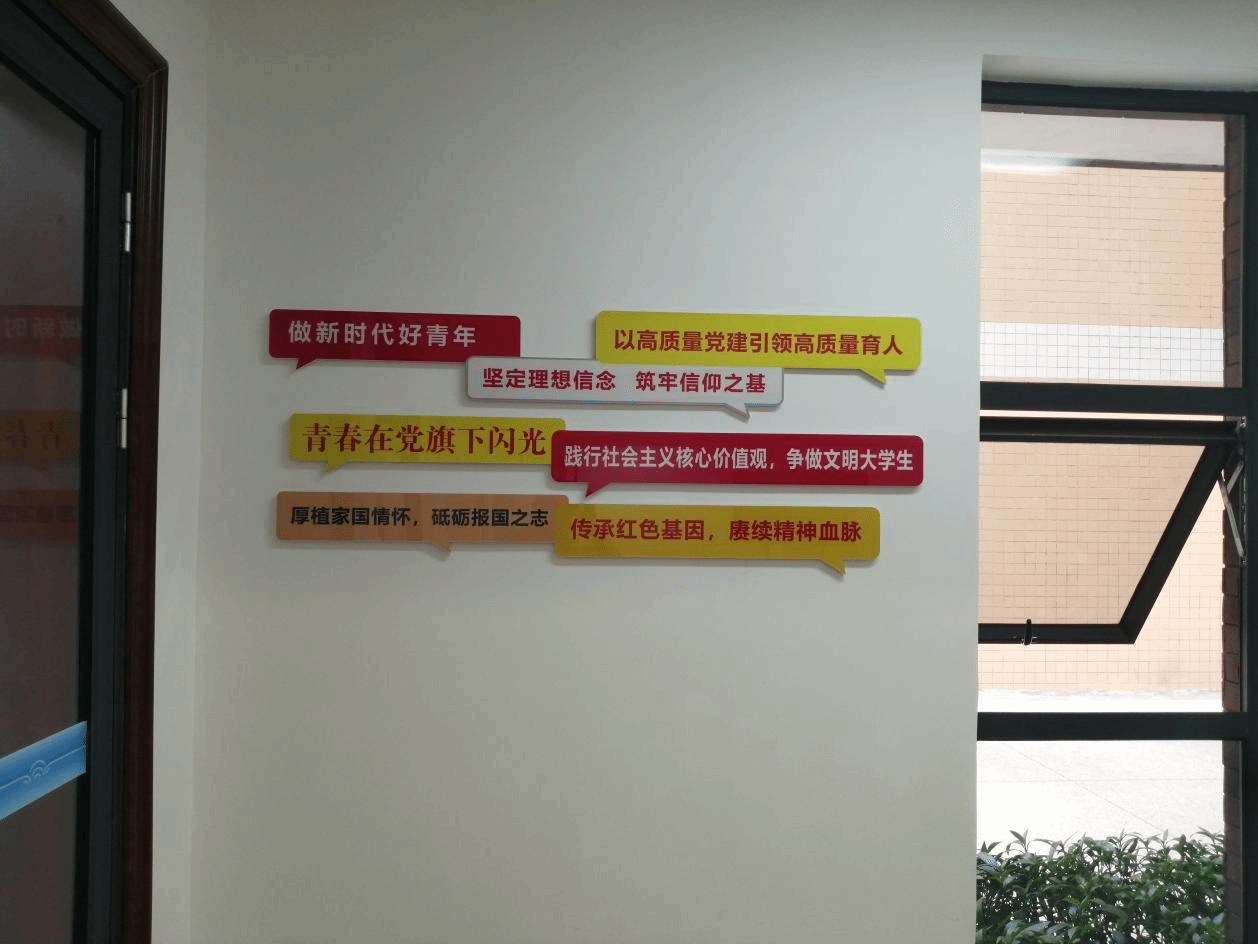 做新时代好青年
以高质量党建引领高质量育人
坚定理想信念 筑牢信仰之基
青春在党旗下闪光
践行社会主义核心价值观，争做文明大学生
厚植家国情怀，砥砺报国之志
传承红色基因，赓续精神血脉